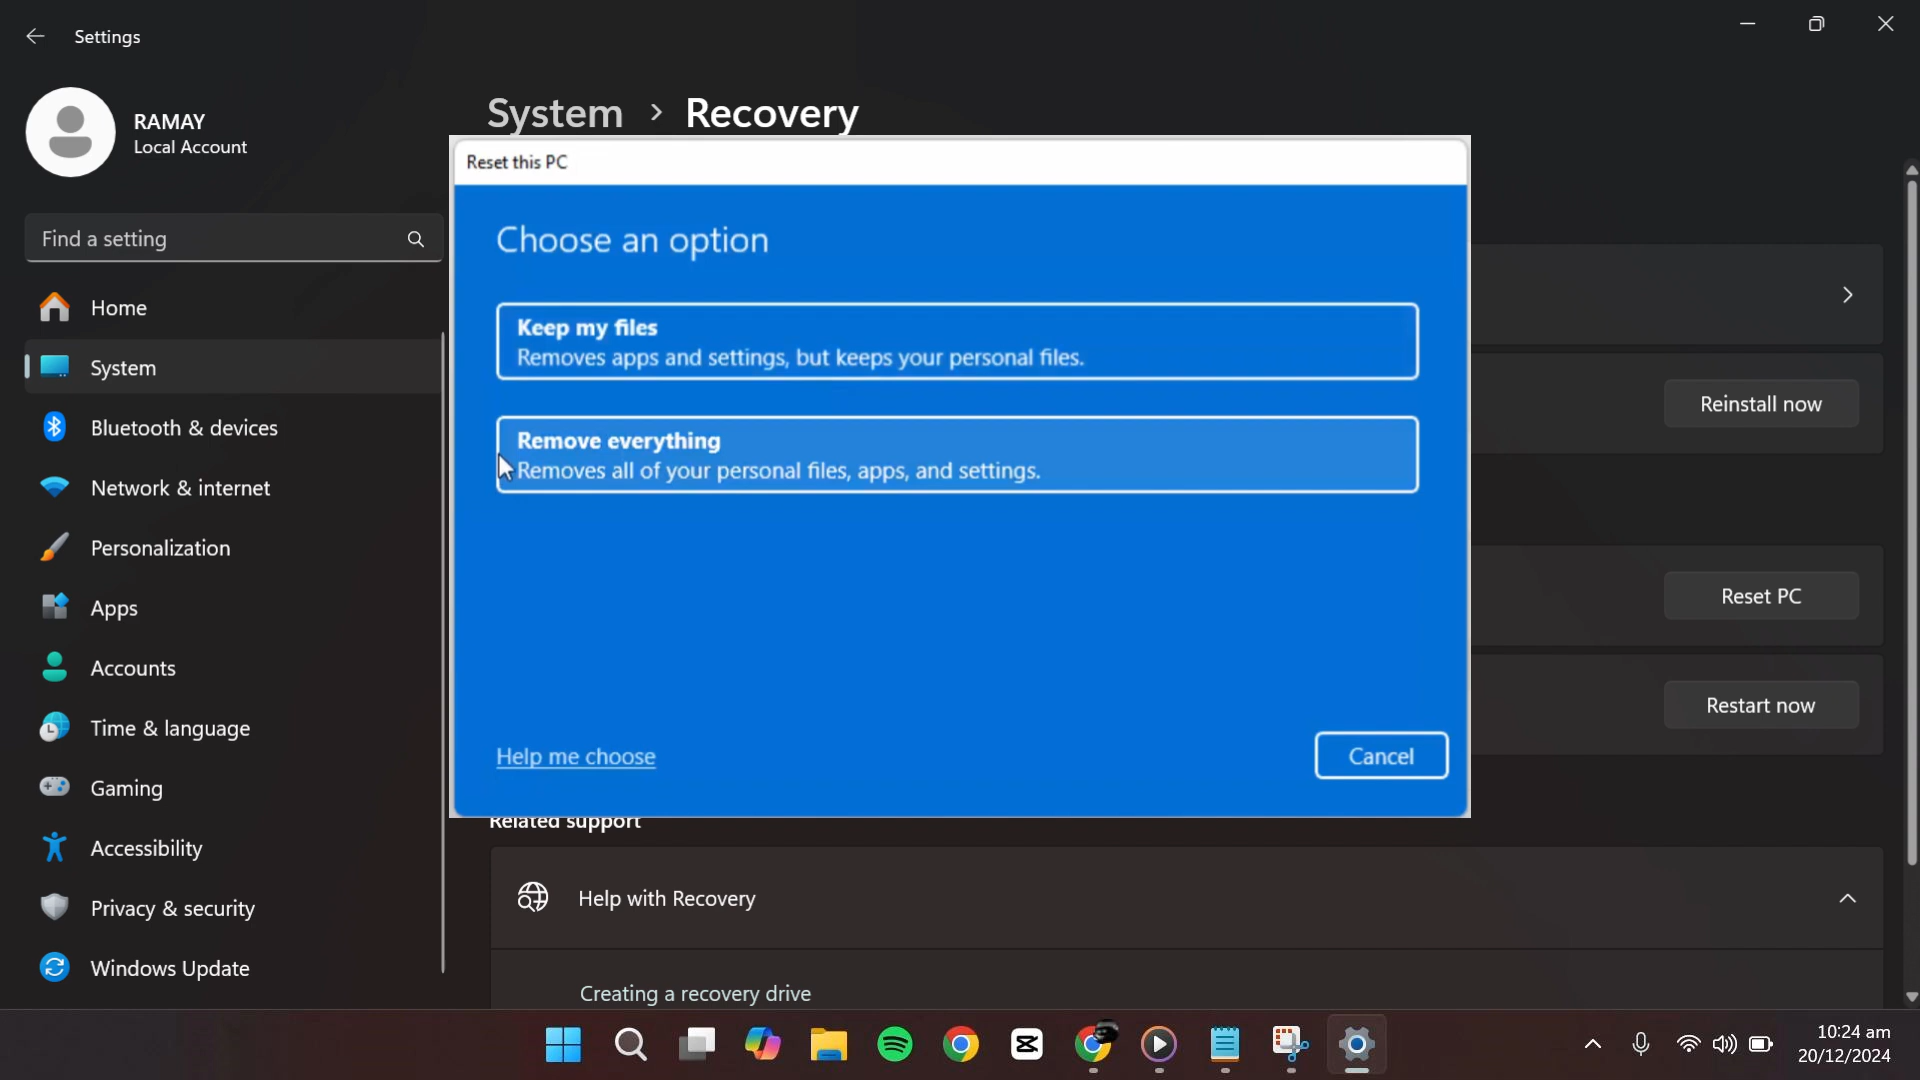 Settings
RAMAY
Local Account
Find a setting
Home
System
Bluetooth & devices
Network & internet
Personalization
Apps
Accounts
Time & language
Gaming
Accessibility
Privacy & security
Windows Update
System > Recovery
Reset this PC
Choose an option
Keep my files
Removes apps and settings, but keeps your personal files.
Remove everything
Removes all of your personal files, apps, and settings.
Help me choose
Cancel
Reinstall now
Reset PC
Restart now
Related support
Help with Recovery
Creating a recovery drive
10:24 am
20/12/2024